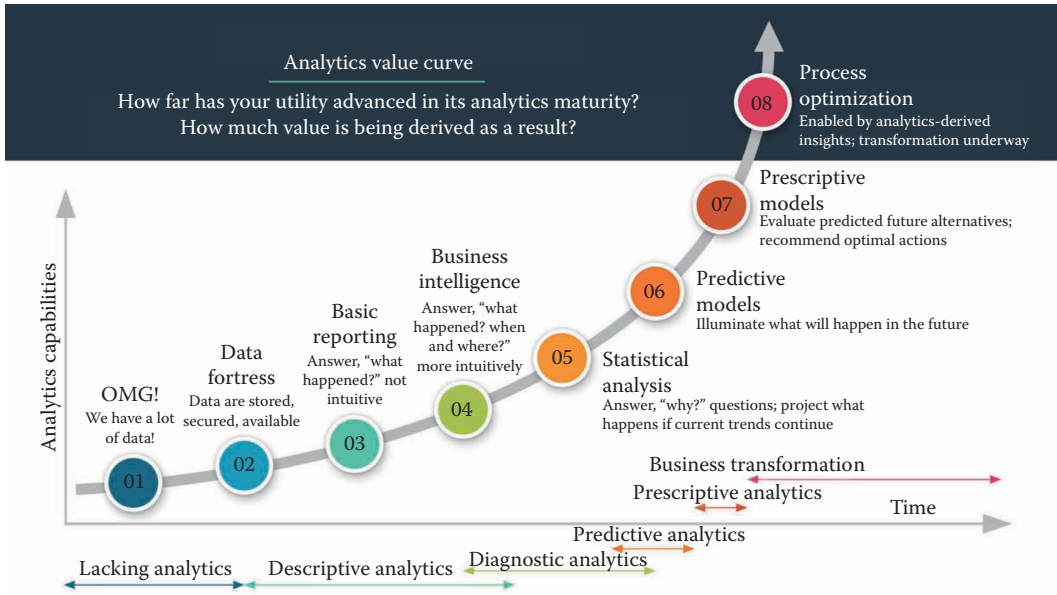 Analytics value curve
How far has your utility advanced in its analytics maturity?
How much value is being derived as a result?
08
Process
optimization
Enabled by analytics-derived
insights; transformation underway
07
Prescriptive
models
Evaluate predicted future alternatives;
recommend optimal actions
06
Predictive
models
Illuminate what will happen in the future
05
Statistical
analysis
Answer, “why?” questions; project what
happens if current trends continue
Business
intelligence
Answer, “what
happened? when
and where?”
more intuitively
04
Basic
reporting
Answer, “what
happened?” not
intuitive
03
Data
fortress
Data are stored,
secured, available
02
OMG!
We have a lot
of data!
01
Analytics capabilities
Business transformation
Prescriptive analytics
Time
Predictive analytics
Diagnostic analytics
Descriptive analytics
Lacking analytics